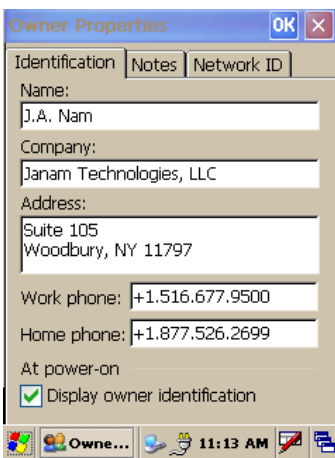 Owner Properties OK
Identification Notes Network ID
Name:
J.A. Nam
Company:
Janam Technologies, LLC
Address:
Suite 105
Woodbury, NY 11797
Work phone: +1.516.677.9500
Home phone: +1.877.526.2699
At power-on
Display owner identification
Owne... 11:13 AM